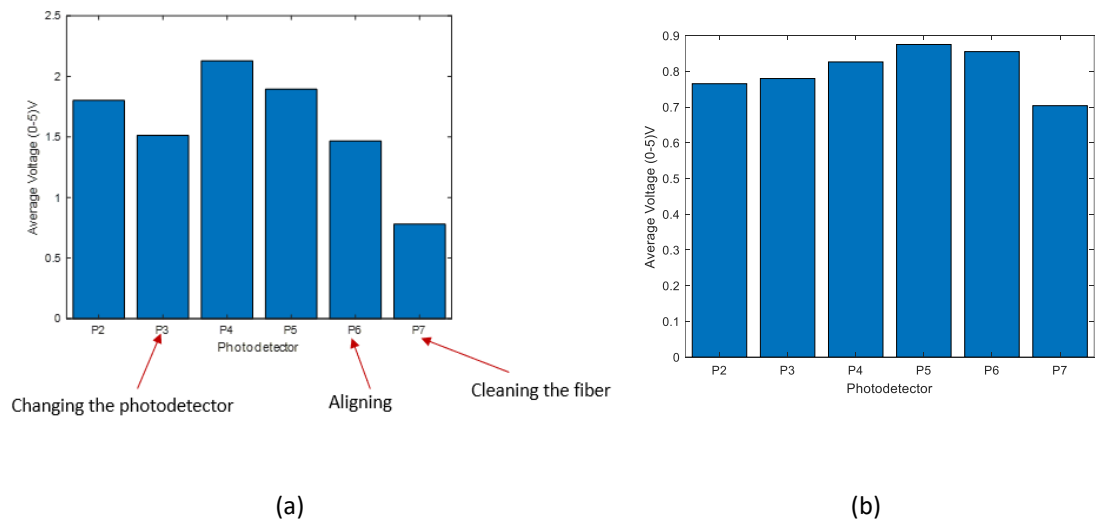 2.5
2
1.5
1
0.5
0
Average Voltage (0-5)V
P2 P3 P4 P5 P6 P7
Photodetector
Changing the photodetector
Aligning
Cleaning the fiber
(a)
0.9
0.8
0.7
0.6
0.5
0.4
0.3
0.2
0.1
0
Average Voltage (0-5)V
P2 P3 P4 P5 P6 P7
Photodetector
(b)